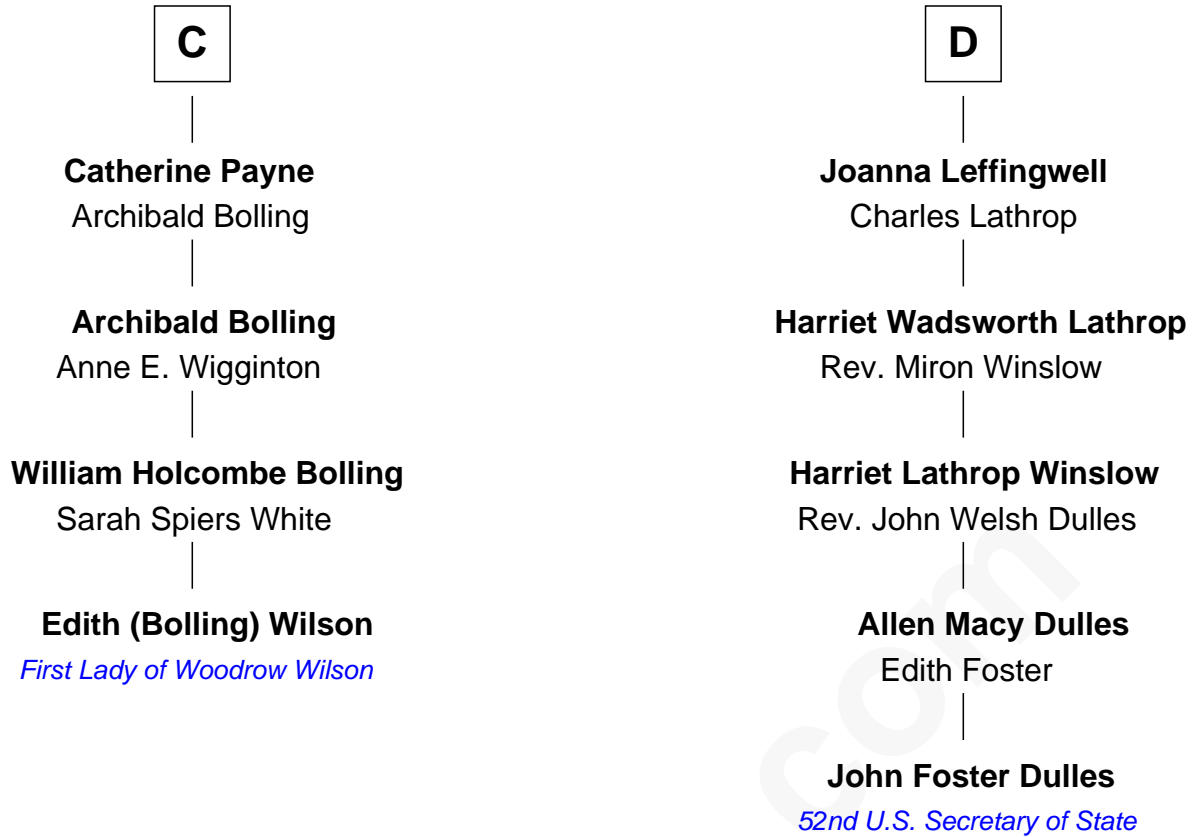 C
Catherine Payne
Archibald Bolling
Archibald Bolling
Anne E. Wigginton
William Holcombe Bolling
Sarah Spiers White
Edith (Bolling) Wilson
First Lady of Woodrow Wilson
D
Joanna Leffingwell
Charles Lathrop
Harriet Wadsworth Lathrop
Rev. Miron Winslow
Harriet Lathrop Winslow
Rev. John Welsh Dulles
Allen Macy Dulles
Edith Foster
John Foster Dulles
52nd U.S. Secretary of State
com